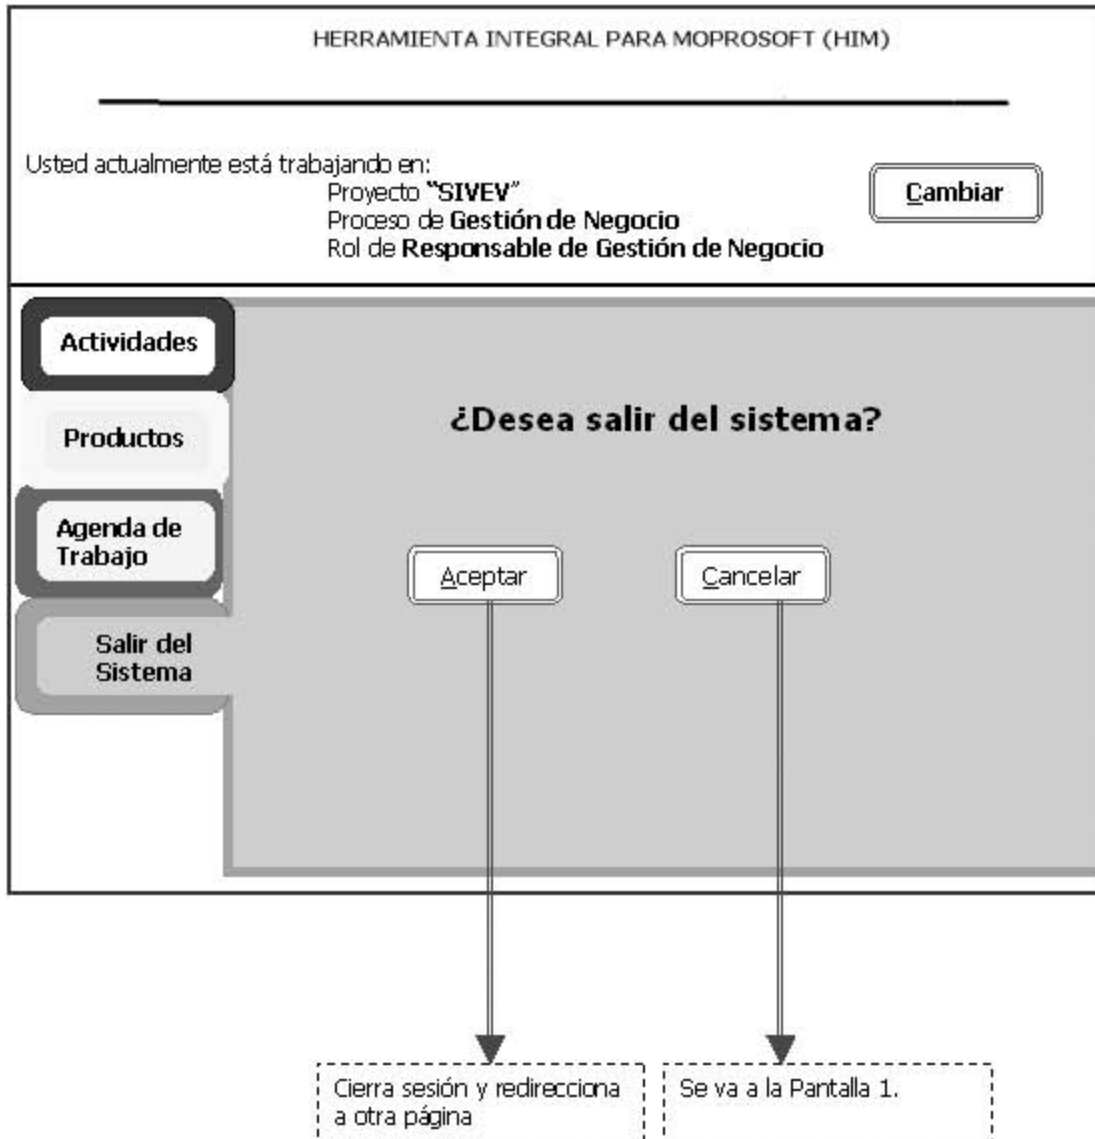 HERRAMIENTA INTEGRAL PARA MOPROSOFT (HIM)
Usted actualmente está trabajando en:
Proyecto "SIVEV"
Proceso de Gestión de Negocio
Rol de Responsable de Gestión de Negocio
Cambiar
Actividades
Productos
Agenda de
Trabajo
Salir del
Sistema
¿Desea salir del sistema?
Aceptar
Cancelar
Cierra sesión y redirecciona
a otra página
Se va a la Pantalla 1.